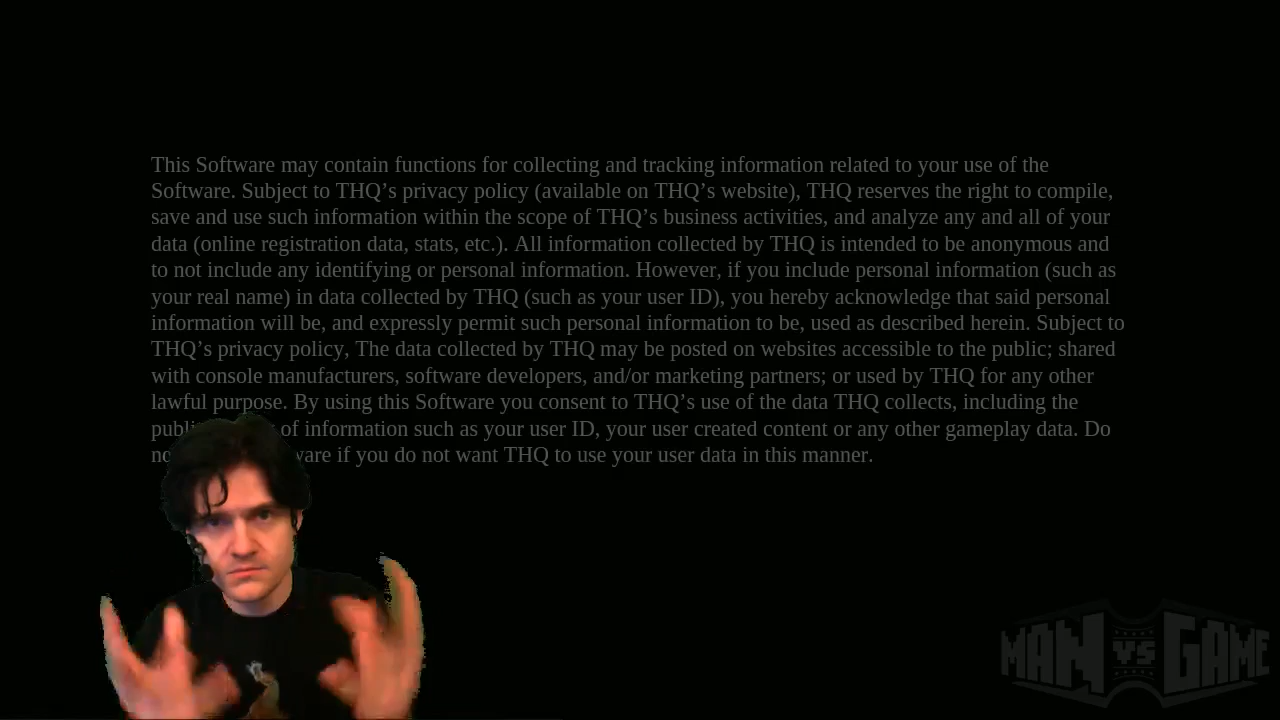 This Software may contain functions for collecting and tracking information related to your use of the
Software. Subject to THQ’s privacy policy (available on THQ’s website), THQ reserves the right to compile,
save and use such information within the scope of THQ’s business activities, and analyze any and all of your
data (online registration data, stats, etc.). All information collected by THQ is intended to be anonymous and
to not include any identifying or personal information. However, if you include personal information (such as
your real name) in data collected by THQ (such as your user ID), you hereby acknowledge that said personal
information will be, and expressly permit such personal information to be, used as described herein. Subject to
THQ’s privacy policy, The data collected by THQ may be posted on websites accessible to the public; shared
with console manufacturers, software developers, and/or marketing partners; or used by THQ for any other
lawful purpose. By using this Software you consent to THQ’s use of the data THQ collects, including the
of information such as your user ID, your user created content or any other gameplay data. Do
if you do not want THQ to use your user data in this manner.
MAN VS GAME